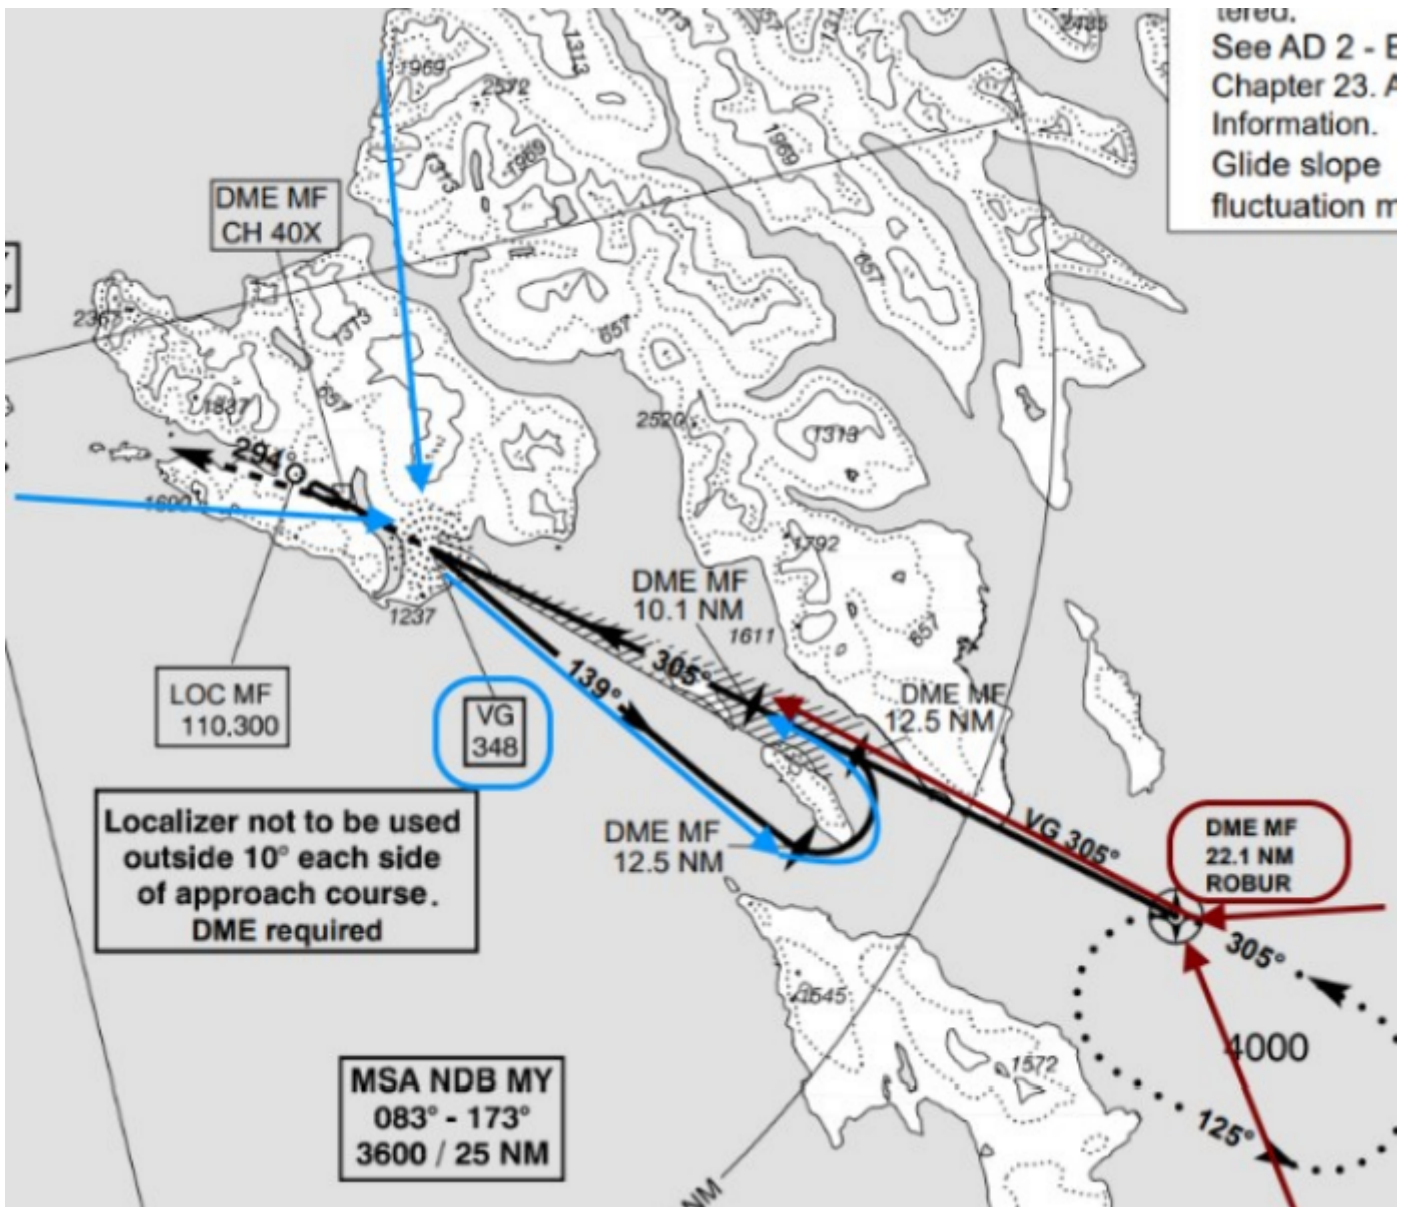 tered.
See AD 2 - E
Chapter 23. A
Information.
Glide slope
fluctuation m
1969
2572
1313
1313
2485
1313
1969
1969
657
DME MF
CH 40X
2367
1313
657
1837
657
2520
1313
294°
1690
1792
DME MF
10.1 NM
1611
657
1237
305°
139°
LOC MF
110.300
VG
348
DME MF
12.5 NM
Localizer not to be used
outside 10° each side
of approach course.
DME required
DME MF
12.5 NM
VG 305°
DME MF
22.1 NM
ROBUR
305°
4000
125°
1545
1572
MSA NDB MY
083° - 173°
3600 / 25 NM
NM